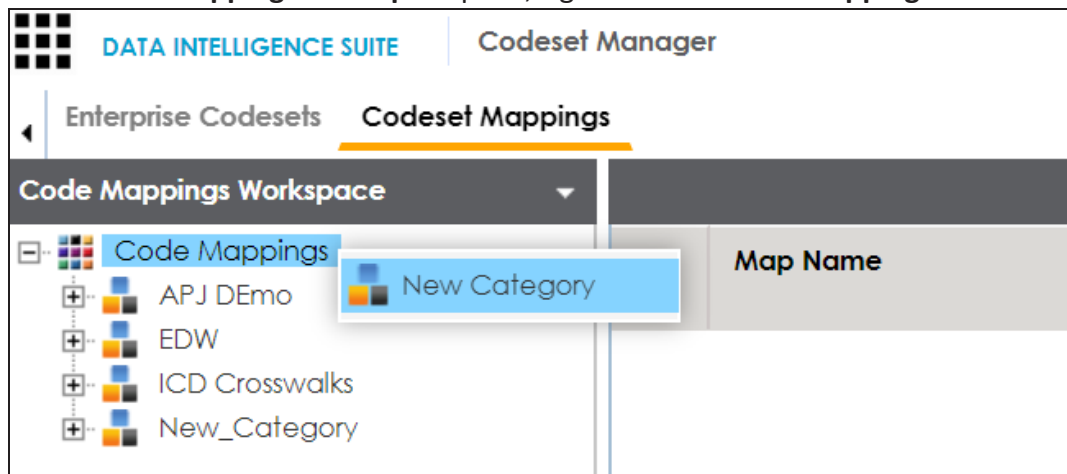 DATA INTELLIGENCE SUITE Codeset Manager
Enterprise Codesets Codeset Mappings
Code Mappings Workspace
Code Mappings
New Category
Map Name
APJ DEmo
EDW
ICD Crosswalks
New_Category